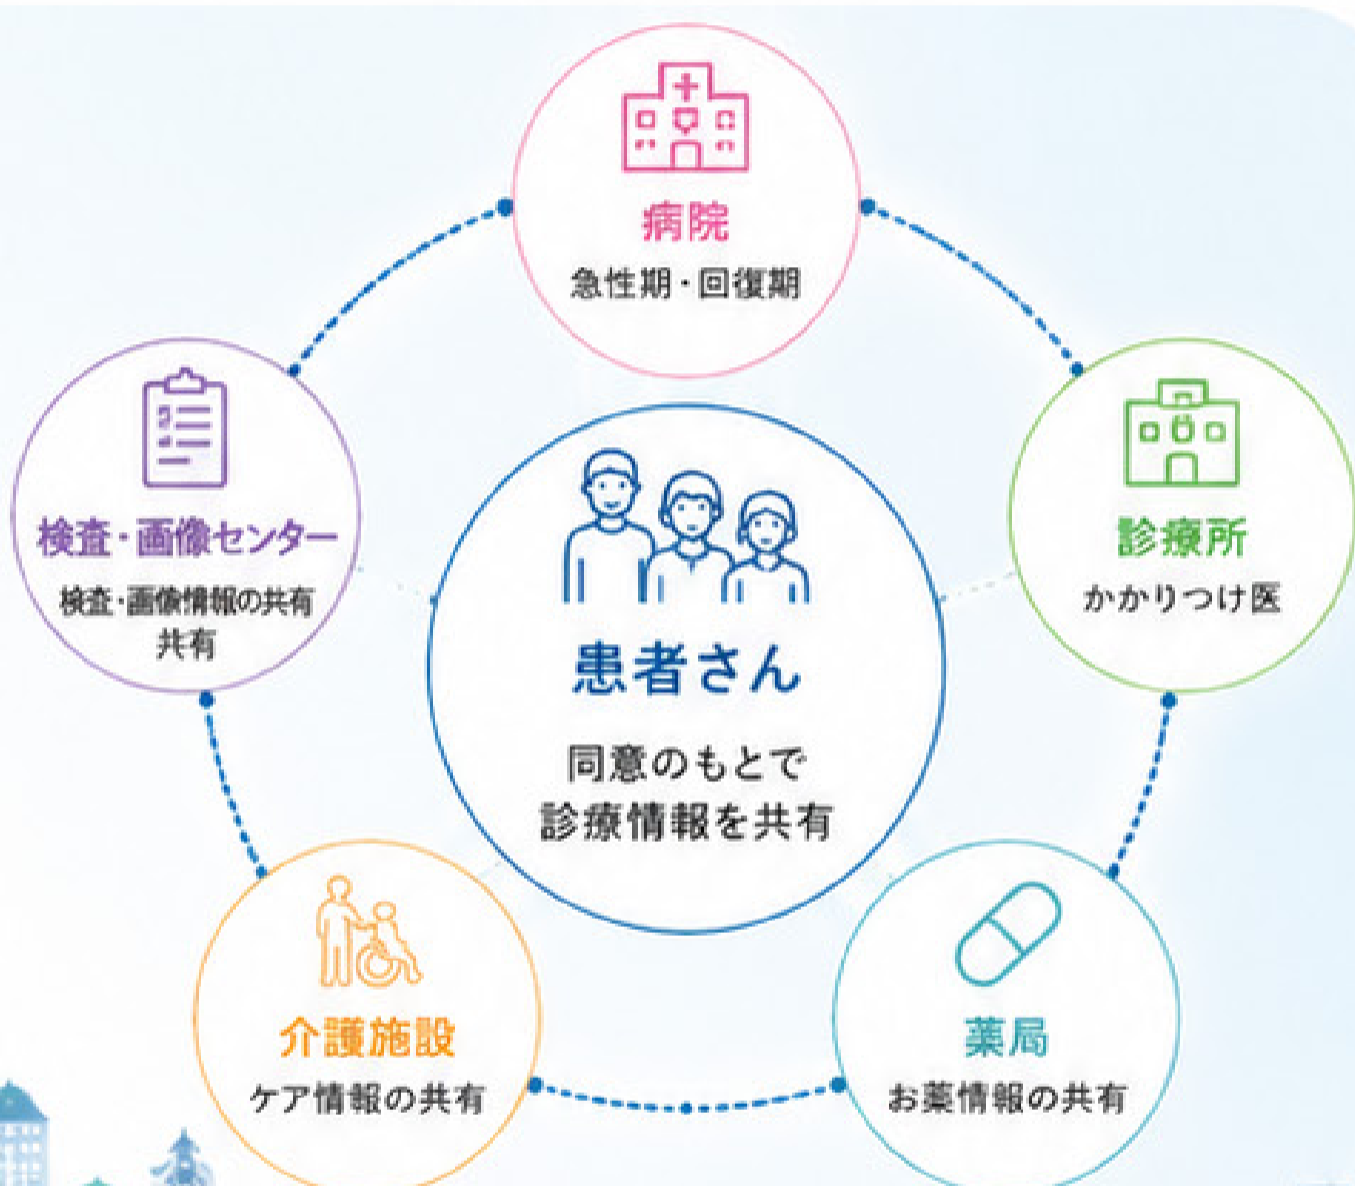 病院
急性期・回復期
検査・画像センター
検査・画像情報の共有
共有
診療所
かかりつけ医
患者さん
同意のもとで
診療情報を共有
介護施設
ケア情報の共有
薬局
お薬情報の共有